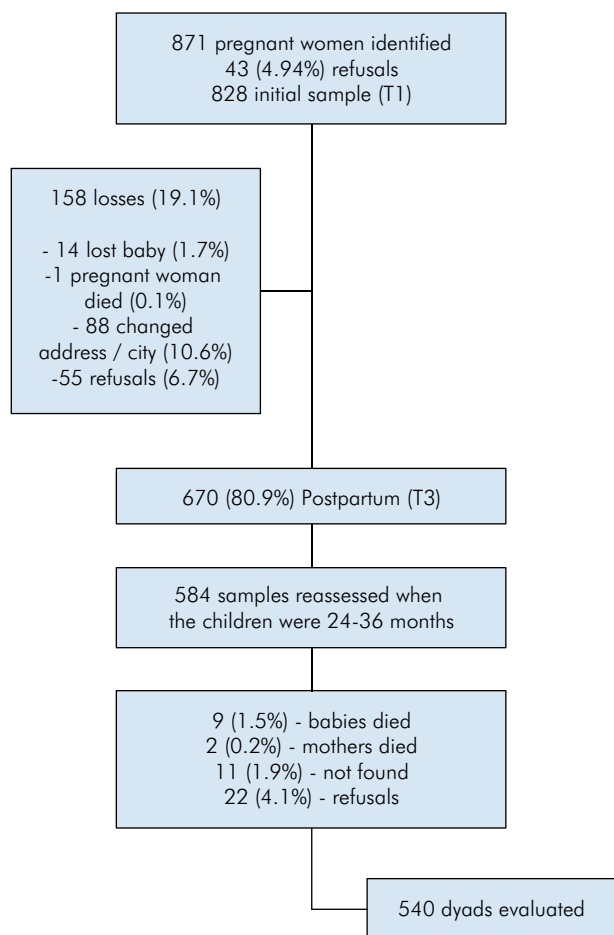 871 pregnant women identified
43 (4.94%) refusals
828 initial sample (T1)
158 losses (19.1%)
- 14 lost baby (1.7%)
-1 pregnant woman
died (0.1%)
- 88 changed
address / city (10.6%)
-55 refusals (6.7%)
670 (80.9%) Postpartum (T3)
584 samples reassessed when
the children were 24-36 months
9 (1.5%) - babies died
2 (0.2%) - mothers died
11 (1.9%) - not found
22 (4.1%) - refusals
540 dyads evaluated